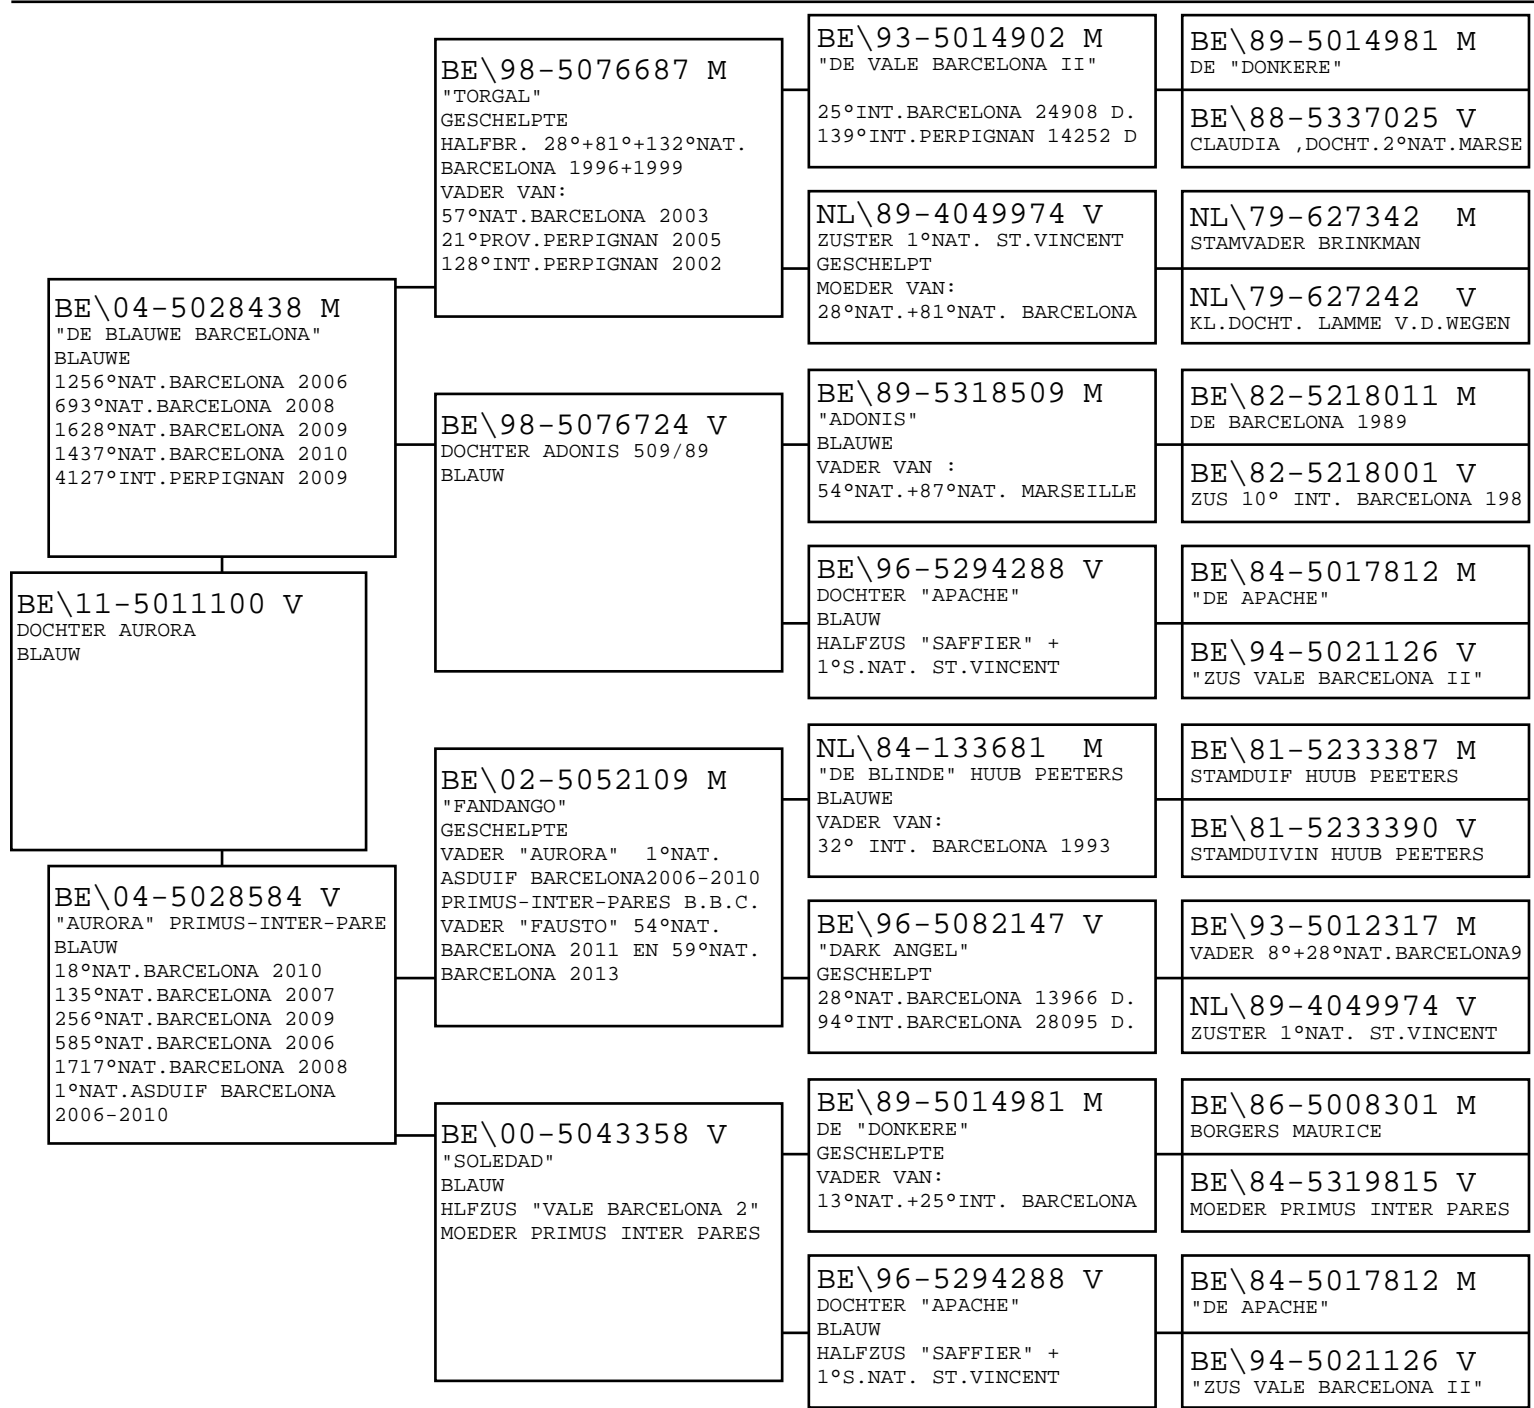 BE\11-5011100 V
DOCHTER AURORA
BLAUW
BE\04-5028438 M
"DE BLAUWE BARCELONA"
BLAUWE
1256°NAT.BARCELONA 2006
693°NAT.BARCELONA 2008
1628°NAT.BARCELONA 2009
1437°NAT.BARCELONA 2010
4127°INT.PERPIGNAN 2009
BE\04-5028584 V
"AURORA" PRIMUS-INTER-PARE
BLAUW
18°NAT.BARCELONA 2010
135°NAT.BARCELONA 2007
256°NAT.BARCELONA 2009
585°NAT.BARCELONA 2006
1717°NAT.BARCELONA 2008
1°NAT.ASDUIF BARCELONA
2006-2010
BE\98-5076687 M
"TORGAL"
GESCHELPTE
HALFBR. 28°+81°+132°NAT.
BARCELONA 1996+1999
VADER VAN:
57°NAT.BARCELONA 2003
21°PROV.PERPIGNAN 2005
128°INT.PERPIGNAN 2002
BE\98-5076724 V
DOCHTER ADONIS 509/89
BLAUW
BE\02-5052109 M
"FANDANGO"
GESCHELPTE
VADER "AURORA"  1°NAT.
ASDUIF BARCELONA2006-2010
PRIMUS-INTER-PARES B.B.C.
VADER "FAUSTO" 54°NAT.
BARCELONA 2011 EN 59°NAT.
BARCELONA 2013
BE\00-5043358 V
"SOLEDAD"
BLAUW
HLFZUS "VALE BARCELONA 2"
MOEDER PRIMUS INTER PARES
BE\93-5014902 M
"DE VALE BARCELONA II"
25°INT.BARCELONA 24908 D.
139°INT.PERPIGNAN 14252 D
NL\89-4049974 V
ZUSTER 1°NAT. ST.VINCENT
GESCHELPT
MOEDER VAN:
28°NAT.+81°NAT. BARCELONA
BE\89-5318509 M
"ADONIS"
BLAUWE
VADER VAN :
54°NAT.+87°NAT. MARSEILLE
BE\96-5294288 V
DOCHTER "APACHE"
BLAUW
HALFZUS "SAFFIER" +
1°S.NAT. ST.VINCENT
NL\84-133681  M
"DE BLINDE" HUUB PEETERS
BLAUWE
VADER VAN:
32° INT. BARCELONA 1993
BE\96-5082147 V
"DARK ANGEL"
GESCHELPT
28°NAT.BARCELONA 13966 D.
94°INT.BARCELONA 28095 D.
BE\89-5014981 M
DE "DONKERE"
GESCHELPTE
VADER VAN:
13°NAT.+25°INT. BARCELONA
BE\96-5294288 V
DOCHTER "APACHE"
BLAUW
HALFZUS "SAFFIER" +
1°S.NAT. ST.VINCENT
BE\89-5014981 M
DE "DONKERE"
BE\88-5337025 V
CLAUDIA ,DOCHT.2°NAT.MARSE
NL\79-627342  M
STAMVADER BRINKMAN
NL\79-627242  V
KL.DOCHT. LAMME V.D.WEGEN
BE\82-5218011 M
DE BARCELONA 1989
BE\82-5218001 V
ZUS 10° INT. BARCELONA 198
BE\84-5017812 M
"DE APACHE"
BE\94-5021126 V
"ZUS VALE BARCELONA II"
BE\81-5233387 M
STAMDUIF HUUB PEETERS
BE\81-5233390 V
STAMDUIVIN HUUB PEETERS
BE\93-5012317 M
VADER 8°+28°NAT.BARCELONA9
NL\89-4049974 V
ZUSTER 1°NAT. ST.VINCENT
BE\86-5008301 M
BORGERS MAURICE
BE\84-5319815 V
MOEDER PRIMUS INTER PARES
BE\84-5017812 M
"DE APACHE"
BE\94-5021126 V
"ZUS VALE BARCELONA II"